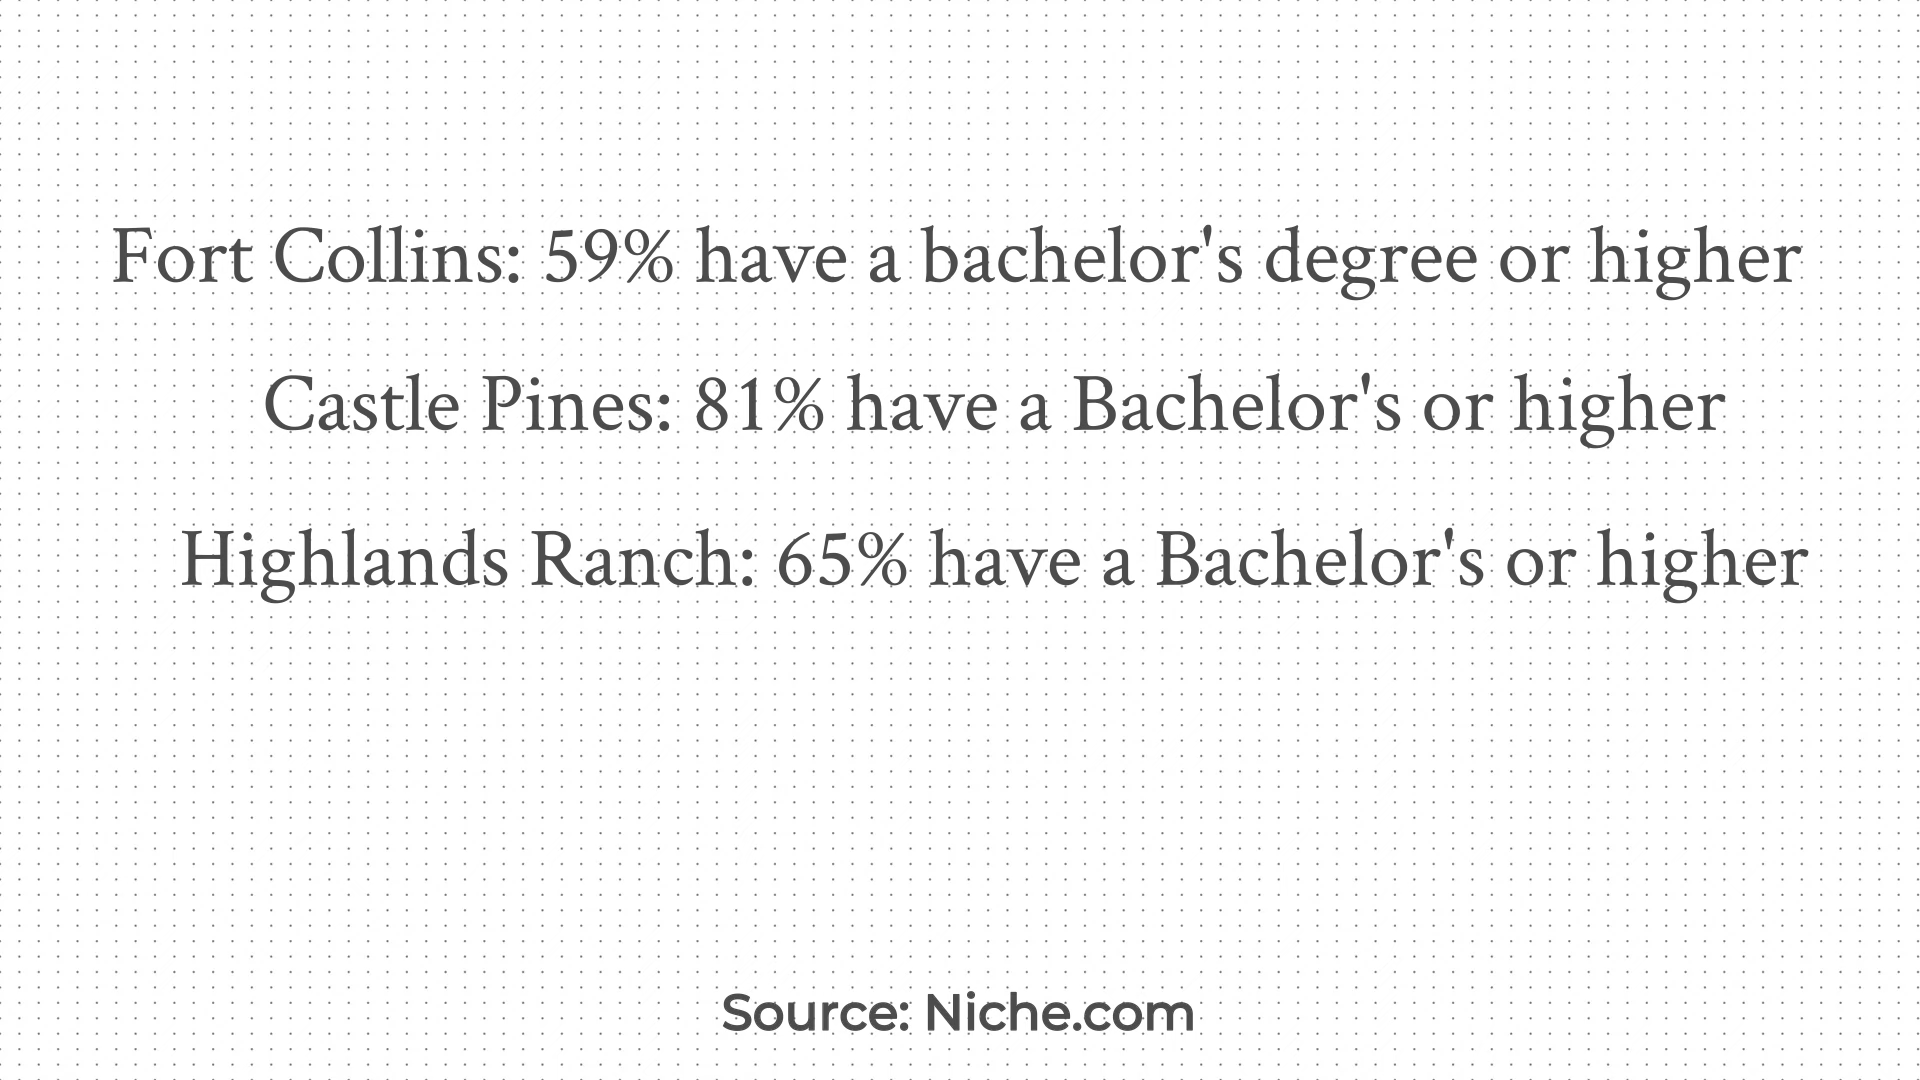 Fort Collins: 59% have a bachelor's degree or higher
Castle Pines: 81% have a Bachelor's or higher
Highlands Ranch: 65% have a Bachelor's or higher
Source: Niche.com